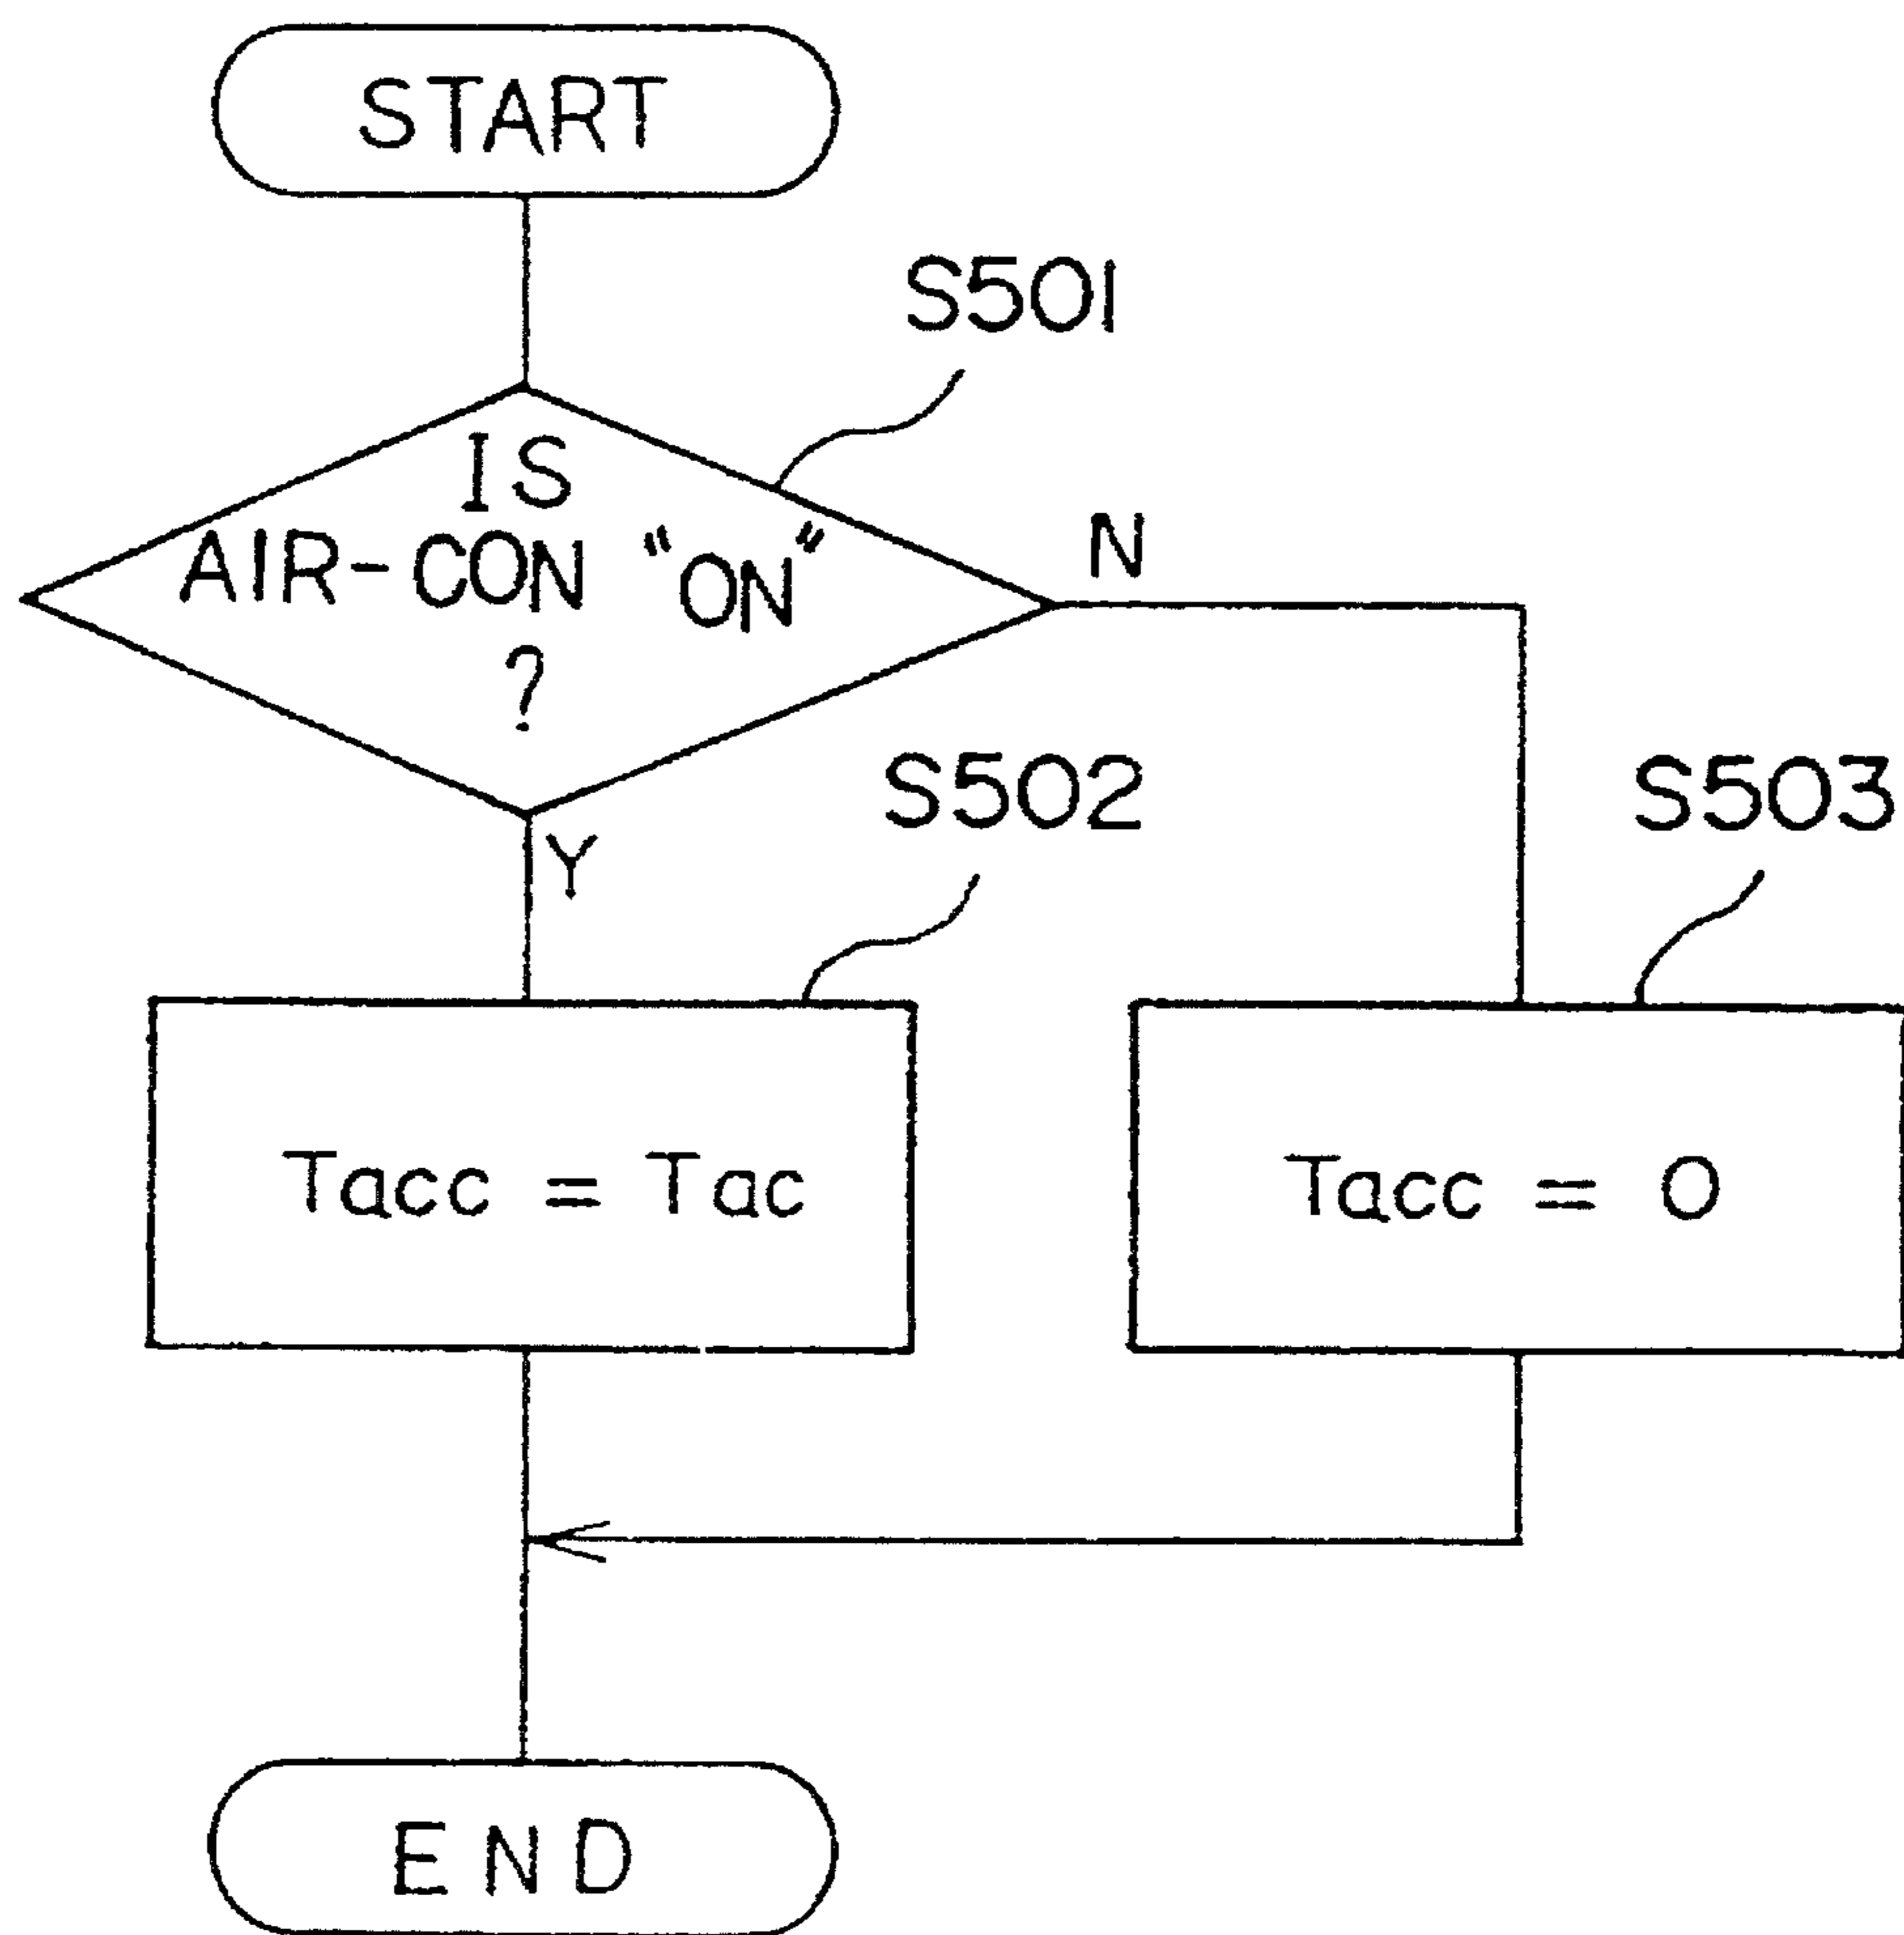 START
S501
IS
AIR-CON "ON"
?
N
Y
S502
S503
Tacc = Tac
Tacc = 0
END